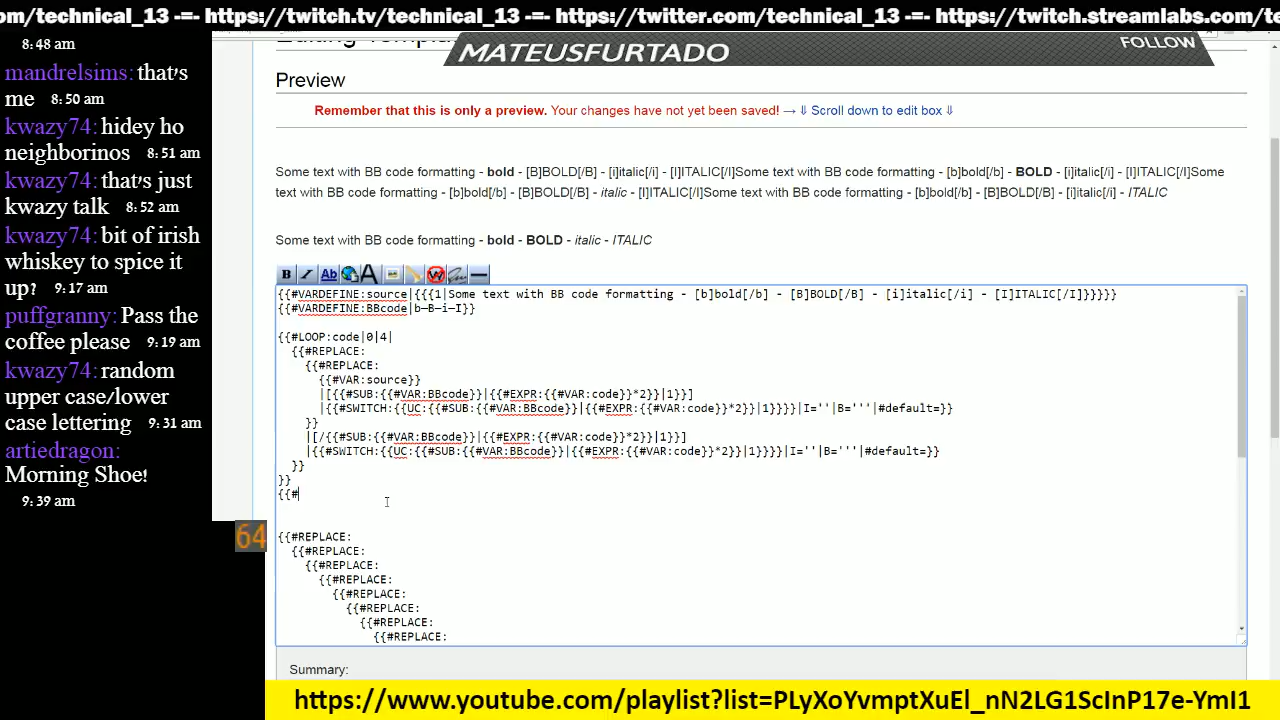 om/technical_13 -=- https://twitch.tv/technical_13 -=- https://twitter.com/technical_13 -=- https://twitch.streamlabs.com/te
8:48 am
mandrelsims: that's
me 8:50 am
kwazy74: hidey ho
neighborinos 8:51 am
kwazy74: that's just
kwazy talk 8:52 am
kwazy74: bit of irish
whiskey to spice it
up? 9:17 am
puffgranny: Pass the
coffee please 9:19 am
kwazy74: random
upper case/lower
case lettering 9:31 am
artiedragon:
Morning Shoe!
9:39 am
64
MATEUSFURTADO
FOLLOW
Preview
Remember that this is only a preview. Your changes have not yet been saved! → ⇓ Scroll down to edit box ⇓
Some text with BB code formatting - bold - [B]BOLD[/B] - [i]italic[/i] - [I]ITALIC[/I]Some text with BB code formatting - [b]bold[/b] - BOLD - [i]italic[/i] - [I]ITALIC[/I]Some
text with BB code formatting - [b]bold[/b] - [B]BOLD[/B] - italic - [I]ITALIC[/I]Some text with BB code formatting - [b]bold[/b] - [B]BOLD[/B] - [i]italic[/i] - ITALIC
Some text with BB code formatting - bold - BOLD - italic - ITALIC
B I Ab A W
{{#VARDEFINE:source|{{{1|Some text with BB code formatting - [b]bold[/b] - [B]BOLD[/B] - [i]italic[/i] - [I]ITALIC[/I]}}}}}
{{#VARDEFINE:BBcode|b—B—i—I}}
{{#LOOP:code|0|4|
{{#REPLACE:
{{#REPLACE:
{{#VAR:source}}
|[{{#SUB:{{#VAR:BBcode}}|{{#EXPR:{{#VAR:code}}*2}}|1}}]
|{{#SWITCH:{{UC:{{#SUB:{{#VAR:BBcode}}|{{#EXPR:{{#VAR:code}}*2}}|1}}}}|I=''|B='''|#default=}}
}}
|[/{{#SUB:{{#VAR:BBcode}}|{{#EXPR:{{#VAR:code}}*2}}|1}}]
|{{#SWITCH:{{UC:{{#SUB:{{#VAR:BBcode}}|{{#EXPR:{{#VAR:code}}*2}}|1}}}}|I=''|B='''|#default=}}
}}
}}
{{#
{{#REPLACE:
{{#REPLACE:
{{#REPLACE:
{{#REPLACE:
{{#REPLACE:
{{#REPLACE:
{{#REPLACE:
{{#REPLACE:
Summary:
https://www.youtube.com/playlist?list=PLyXoYvmptXuEl_nN2LG1ScInP17e-YmI1